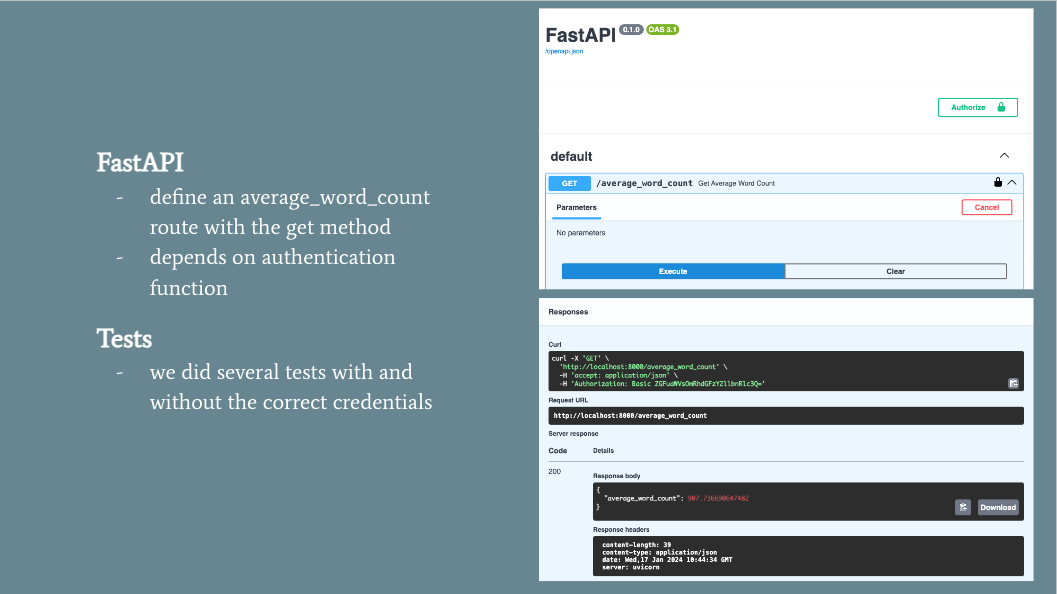 FastAPI
- define an average_word_count
route with the get method
- depends on authentication
function
Tests
- we did several tests with and
without the correct credentials
FastAPI 0.1.0 OAS 3.1
/openapi.json
Authorize
default
GET /average_word_count Get Average Word Count
Parameters Cancel
No parameters
Execute Clear
Responses
Curl
curl -X 'GET' \
'http://localhost:8000/average_word_count' \
-H 'accept: application/json' \
-H 'Authorization: Basic
Request URL
http://localhost:8000/average_word_count
Server response
Code Details
200
Response body
{
"average_word_count": 907.736690647482
}
Download
Response headers
content-length: 39
content-type: application/json
date: Wed,17 Jan 2024 10:44:34 GMT
server: uvicorn